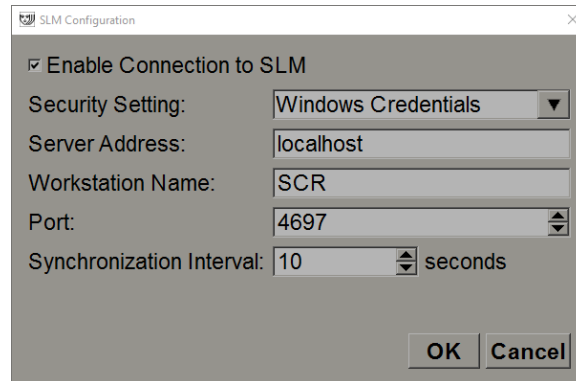 SLM Configuration
Enable Connection to SLM
Security Setting: Windows Credentials
Server Address: localhost
Workstation Name: SCR
Port: 4697
Synchronization Interval: 10 seconds
OK Cancel